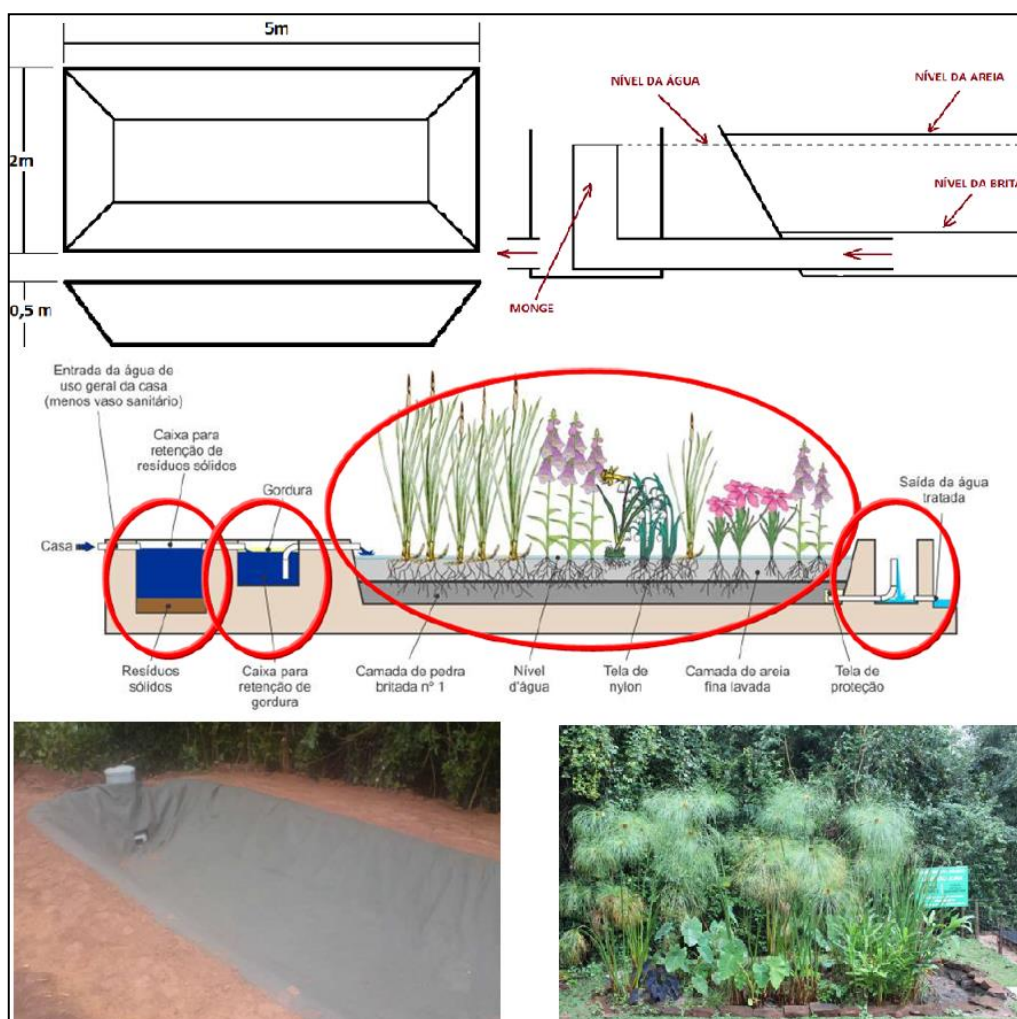 5m
2m
0,5 m
NÍVEL DA ÁGUA
NÍVEL DA AREIA
NÍVEL DA BRITA
MONGE
Entrada da água de
uso geral da casa
(menos vaso sanitário)
Caixa para
retenção de
resíduos sólidos
Gordura
Casa
Saída da água
tratada
Resíduos
sólidos
Caixa para
retenção de
gordura
Camada de pedra
britada nº 1
Nível
d'água
Tela de
nylon
Camada de areia
fina lavada
Tela de
proteção